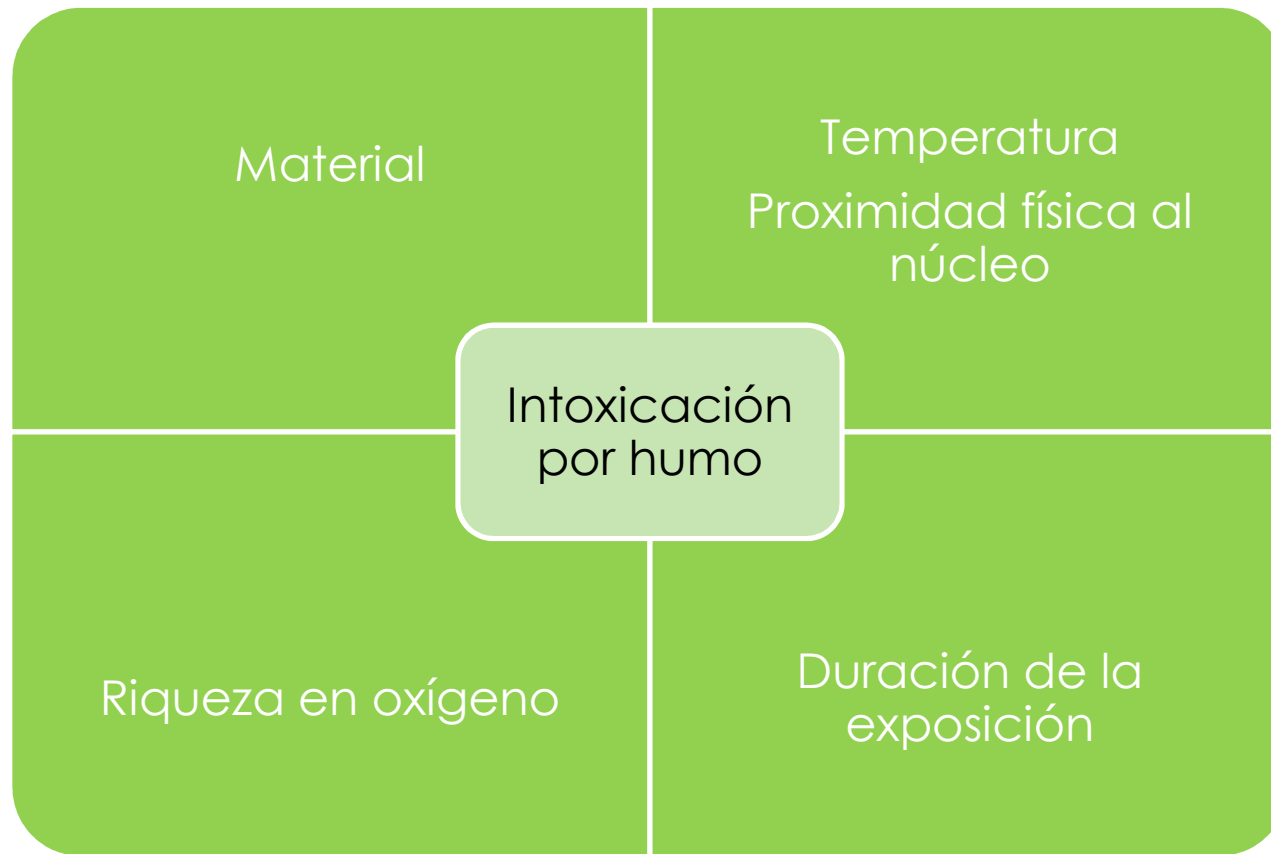 Material
Temperatura
Proximidad física al
núcleo
Intoxicación
por humo
Riqueza en oxígeno
Duración de la
exposición